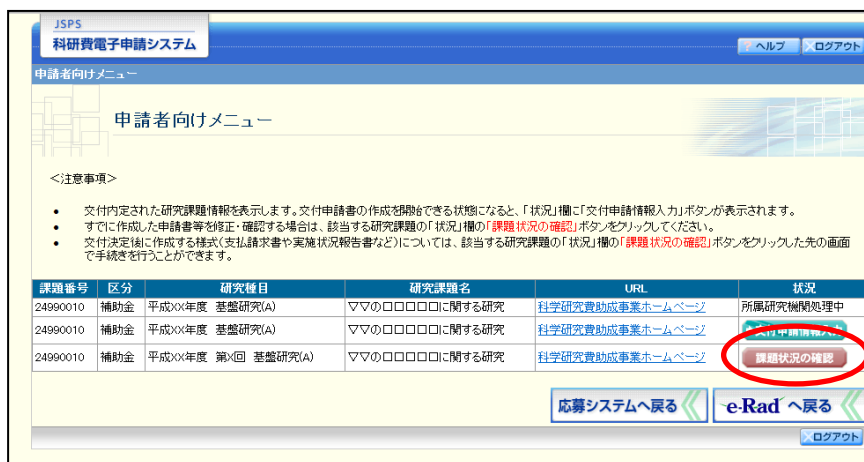 JSPS
科研費電子申請システム
ヘルプ ログアウト
申請者向けメニュー
申請者向けメニュー
＜注意事項＞
• 交付内定された研究課題情報を表示します。交付申請書の作成を開始できる状態になると、「状況」欄に「交付申請情報入力」ボタンが表示されます。
• すでに作成した申請書等を修正・確認する場合は、該当する研究課題の「状況」欄の「課題状況の確認」ボタンをクリックしてください。
• 交付決定後に作成する様式(支払請求書や実施状況報告書など)については、該当する研究課題の「状況」欄の「課題状況の確認」ボタンをクリックした先の画面
で手続きを行うことができます。
課題番号 区分 研究種目 研究課題名 URL 状況
24990010 補助金 平成XX年度 基盤研究(A) ▽▽の□□□□□に関する研究 科学研究費助成事業ホームページ 所属研究機関処理中
24990010 補助金 平成XX年度 基盤研究(A) ▽▽の□□□□□に関する研究 科学研究費助成事業ホームページ 交付申請情報入力
24990010 補助金 平成XX年度 第X回 基盤研究(A) ▽▽の□□□□□に関する研究 科学研究費助成事業ホームページ 課題状況の確認
応募システムへ戻る e-Rad へ戻る
ログアウト